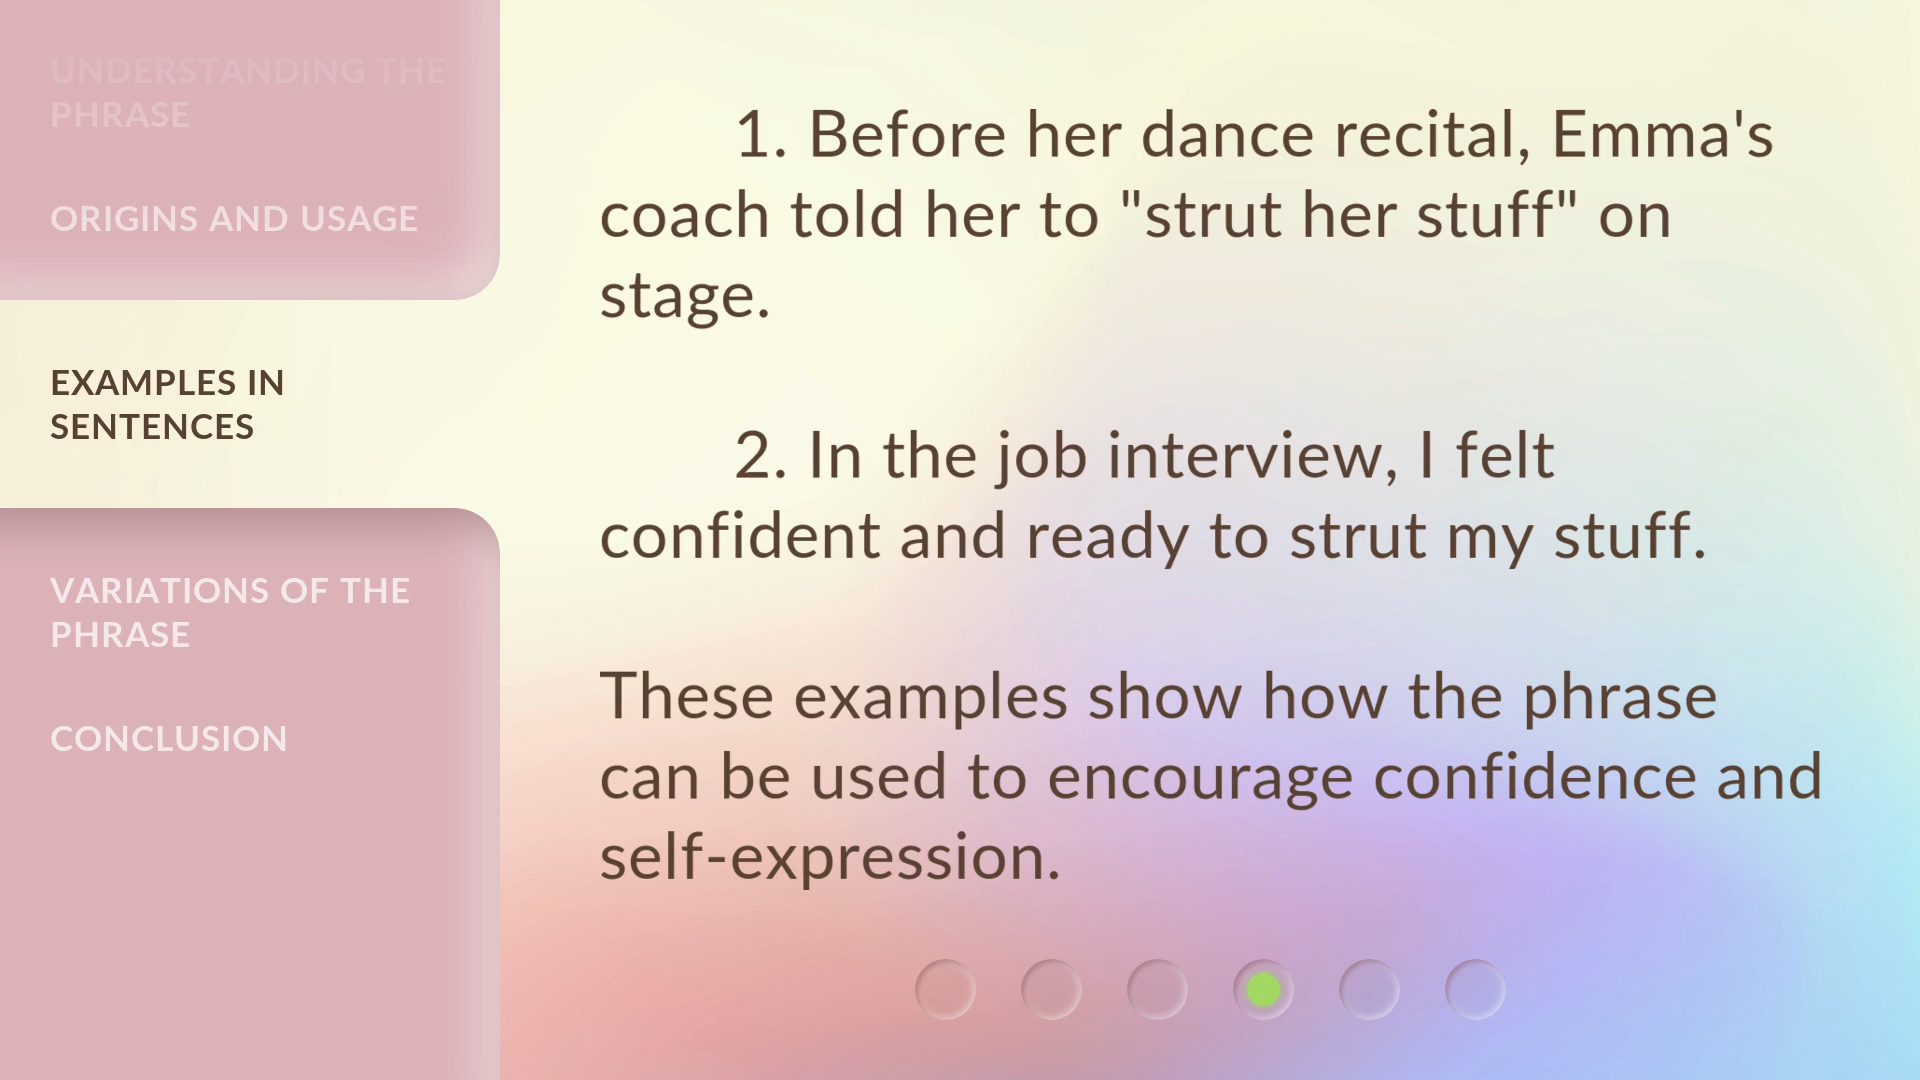 UNDERSTANDING THE
PHRASE
ORIGINS AND USAGE
EXAMPLES IN
SENTENCES
VARIATIONS OF THE
PHRASE
CONCLUSION
1. Before her dance recital, Emma's
coach told her to "strut her stuff" on
stage.
2. In the job interview, I felt
confident and ready to strut my stuff.
These examples show how the phrase
can be used to encourage confidence and
self-expression.